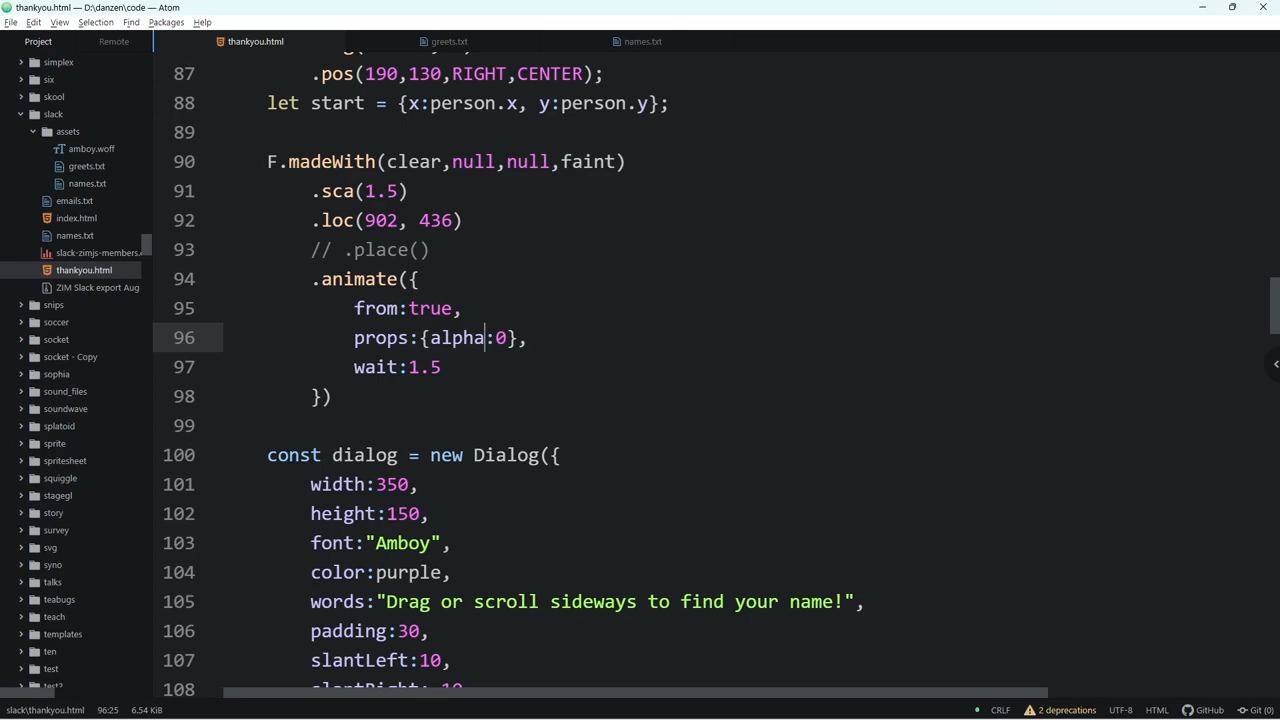 thankyou.html — D:\danzen\code — Atom
File Edit View Selection Find Packages Help
Project Remote
thankyou.html greets.txt names.txt
simplex
six
skool
slack
assets
amboy.woff
greets.txt
names.txt
emails.txt
index.html
names.txt
slack-zimjs-members.
thankyou.html
ZIM Slack export Aug
snips
soccer
socket
socket - Copy
sophia
sound_files
soundwave
splatoid
sprite
spritesheet
squiggle
stagegl
story
survey
svg
syno
talks
teabugs
teach
templates
ten
test
test2
87 .pos(190,130,RIGHT,CENTER);
88 let start = {x:person.x, y:person.y};
89
90 F.madeWith(clear,null,null,faint)
91 .sca(1.5)
92 .loc(902, 436)
93 // .place()
94 .animate({
95 from:true,
96 props:{alpha:0},
97 wait:1.5
98 })
99
100 const dialog = new Dialog({
101 width:350,
102 height:150,
103 font:"Amboy",
104 color:purple,
105 words:"Drag or scroll sideways to find your name!",
106 padding:30,
107 slantLeft:10,
108
slack\thankyou.html 96:25 6.54 KiB CRLF 2 deprecations UTF-8 HTML GitHub Git (0)